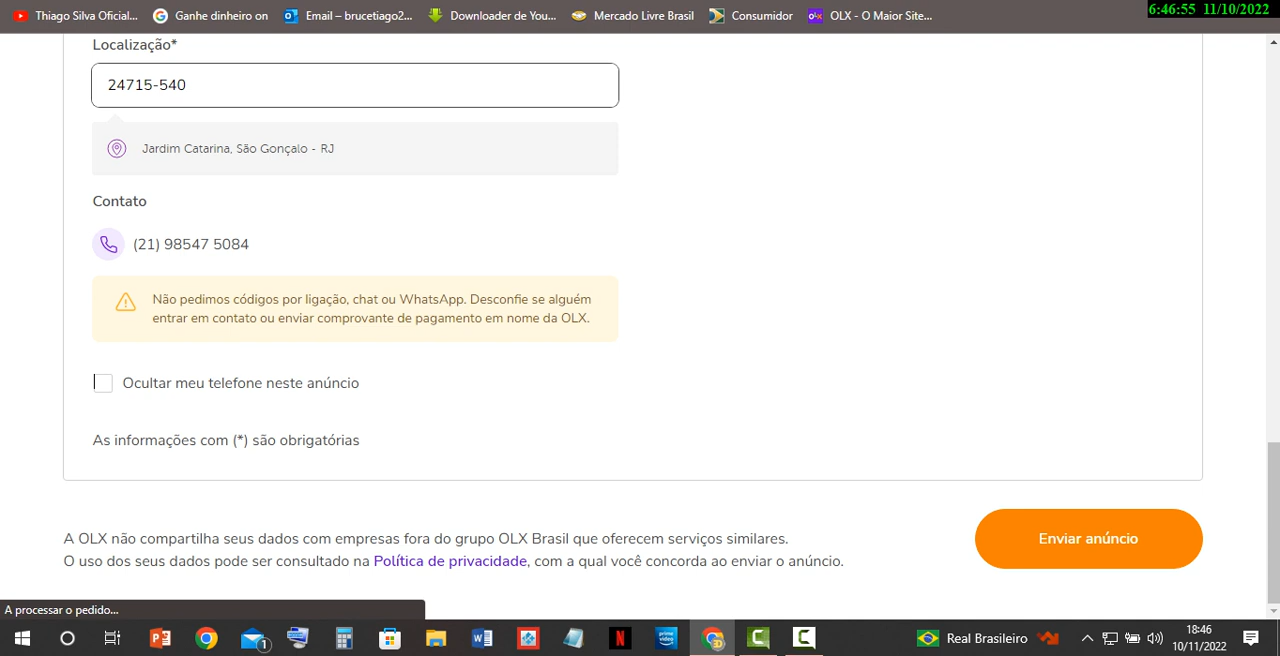 Thiago Silva Oficial...
Ganhe dinheiro on
Email – brucetiago2...
Downloader de You...
Mercado Livre Brasil
Consumidor
OLX - O Maior Site...
6:46:55 11/10/2022
Localização*
24715-540
Jardim Catarina, São Gonçalo - RJ
Contato
(21) 98547 5084
Não pedimos códigos por ligação, chat ou WhatsApp. Desconfie se alguém
entrar em contato ou enviar comprovante de pagamento em nome da OLX.
Ocultar meu telefone neste anúncio
As informações com (*) são obrigatórias
A OLX não compartilha seus dados com empresas fora do grupo OLX Brasil que oferecem serviços similares.
O uso dos seus dados pode ser consultado na Política de privacidade, com a qual você concorda ao enviar o anúncio.
Enviar anúncio
A processar o pedido...
Real Brasileiro
18:46
10/11/2022